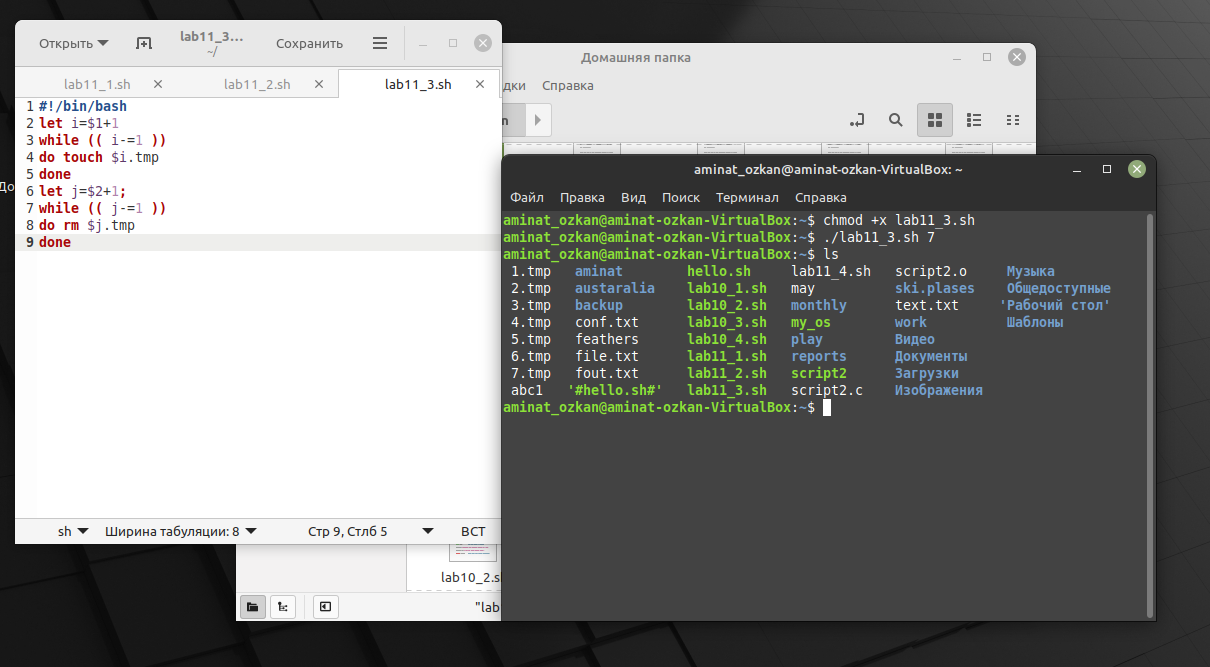 Открыть
lab11_3...
~/
Сохранить
lab11_1.sh
lab11_2.sh
lab11_3.sh
1 #!/bin/bash
2 let i=$1+1
3 while (( i-=1 ))
4 do touch $i.tmp
5 done
6 let j=$2+1;
7 while (( j-=1 ))
8 do rm $j.tmp
9 done
sh Ширина табуляции: 8 Стр 9, Стлб 5 ВСТ
Домашняя папка
дки Справка
n
До
aminat_ozkan@aminat-ozkan-VirtualBox: ~
Файл Правка Вид Поиск Терминал Справка
aminat_ozkan@aminat-ozkan-VirtualBox:~$ chmod +x lab11_3.sh
aminat_ozkan@aminat-ozkan-VirtualBox:~$ ./lab11_3.sh 7
aminat_ozkan@aminat-ozkan-VirtualBox:~$ ls
1.tmp aminat hello.sh lab11_4.sh script2.o Музыка
2.tmp austaralia lab10_1.sh may ski.plases Общедоступные
3.tmp backup lab10_2.sh monthly text.txt 'Рабочий стол'
4.tmp conf.txt lab10_3.sh my_os work Шаблоны
5.tmp feathers lab10_4.sh play Видео
6.tmp file.txt lab11_1.sh reports Документы
7.tmp fout.txt lab11_2.sh script2 Загрузки
abc1 '#hello.sh#' lab11_3.sh script2.c Изображения
aminat_ozkan@aminat-ozkan-VirtualBox:~$
lab10_2.s
"lab